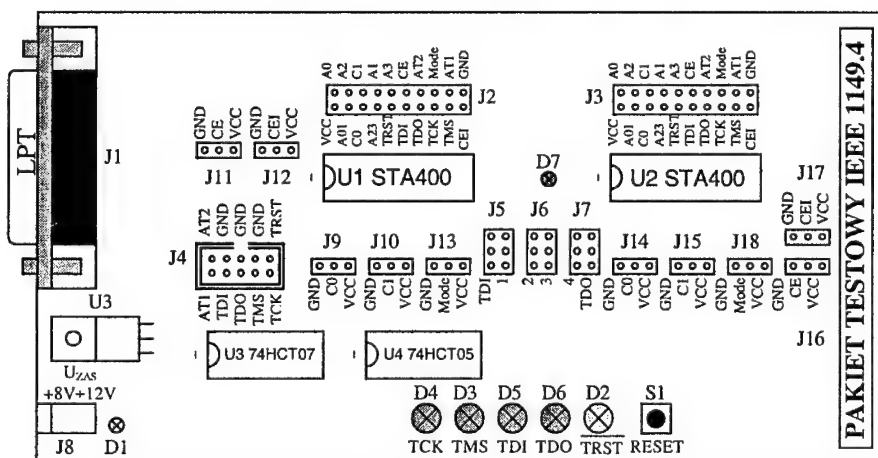 A0 A2 C1 A1 A3 CE AT2 Mode AT1 GND
J2
VCC A01 C0 A23 TRST TDI TDO TCK TMS CEI
A0 A2 C1 A1 A3 CE AT2 Mode AT1 GND
J3
VCC A01 C0 A23 TRST TDI TDO TCK TMS CEI
LPT
J1
GND CE VCC
J11
GND CEI VCC
J12
U1 STA400
D7
U2 STA400
J17
GND CEI VCC
AT2 GND GND TRST
J4
AT1 TDI TDO TMS TCK
J9
GND C0 VCC
J10
GND C1 VCC
J13
GND Mode VCC
J5
TDI 1
J6
2 3
J7
4 TDO
J14
GND C0 VCC
J15
GND C1 VCC
J18
GND Mode VCC
GND CE VCC
J16
U3
UZAS
+8V+12V
J8
D1
U3 74HCT07
U4 74HCT05
D4 D3 D5 D6 D2 S1
TCK TMS TDI TDO TRST RESET
PAKIET TESTOWY IEEE 1149.4